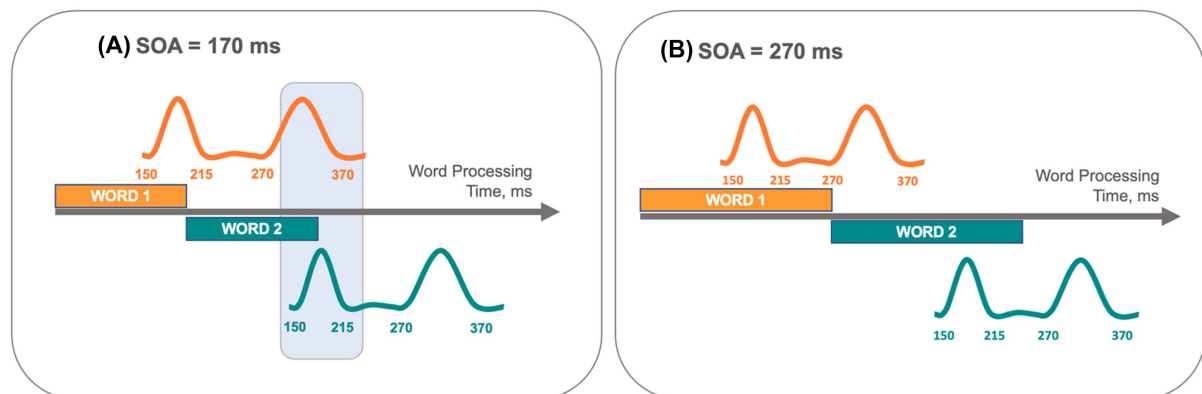 (A) SOA = 170 ms
150 215 270 370
Word Processing
Time, ms
WORD 1
WORD 2
150 215 270 370
(B) SOA = 270 ms
150 215 270 370
Word Processing
Time, ms
WORD 1
WORD 2
150 215 270 370